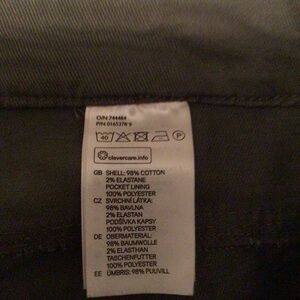 O/N 744484
P/N 0165378 9
40
P
clevercare.info
GB SHELL: 98% COTTON
2% ELASTANE
POCKET LINING
100% POLYESTER
CZ SVRCHNÍ LÁTKA:
98% BAVLNA
2% ELASTAN
PODŠÍVKA KAPSY
100% POLYESTER
DE OBERMATERIAL:
98% BAUMWOLLE
2% ELASTHAN
TASCHENFUTTER
100% POLYESTER
EE ÜMBRIS: 98% PUUVILL